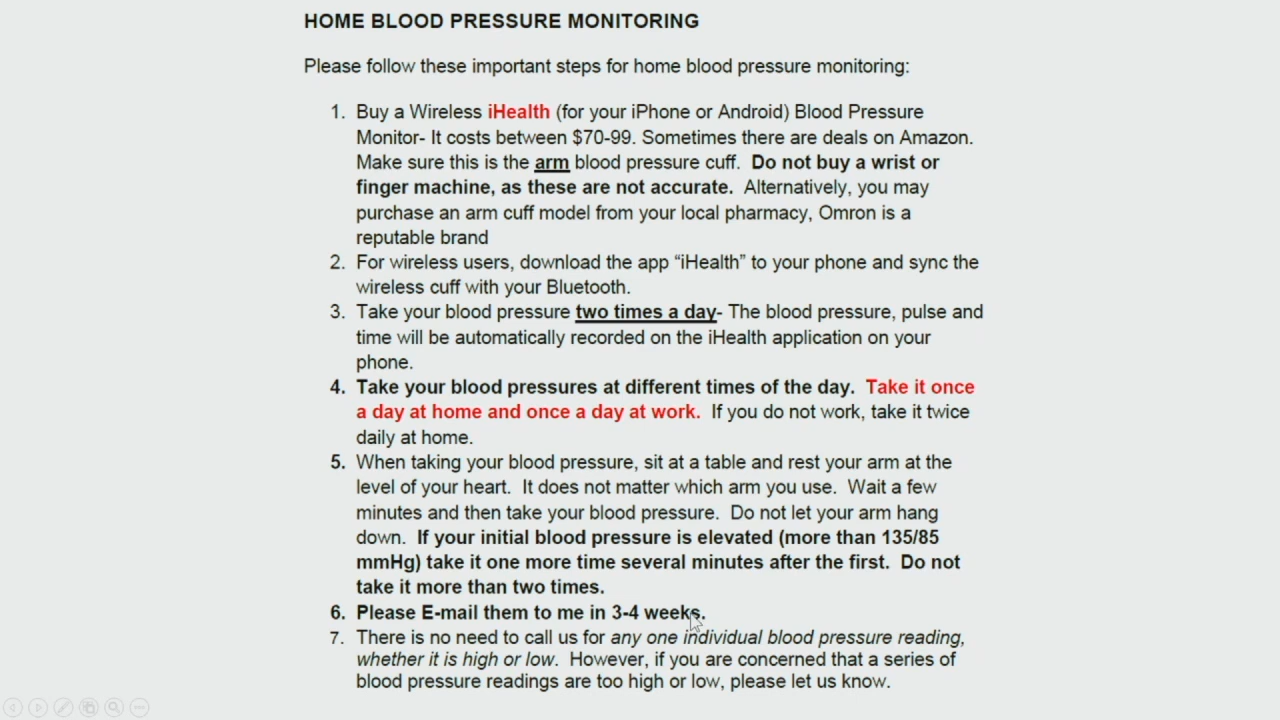 HOME BLOOD PRESSURE MONITORING
Please follow these important steps for home blood pressure monitoring:
1. Buy a Wireless iHealth (for your iPhone or Android) Blood Pressure
Monitor- It costs between $70-99. Sometimes there are deals on Amazon.
Make sure this is the arm blood pressure cuff. Do not buy a wrist or
finger machine, as these are not accurate. Alternatively, you may
purchase an arm cuff model from your local pharmacy, Omron is a
reputable brand
2. For wireless users, download the app “iHealth” to your phone and sync the
wireless cuff with your Bluetooth.
3. Take your blood pressure two times a day- The blood pressure, pulse and
time will be automatically recorded on the iHealth application on your
phone.
4. Take your blood pressures at different times of the day. Take it once
a day at home and once a day at work. If you do not work, take it twice
daily at home.
5. When taking your blood pressure, sit at a table and rest your arm at the
level of your heart. It does not matter which arm you use. Wait a few
minutes and then take your blood pressure. Do not let your arm hang
down. If your initial blood pressure is elevated (more than 135/85
mmHg) take it one more time several minutes after the first. Do not
take it more than two times.
6. Please E-mail them to me in 3-4 weeks.
7. There is no need to call us for any one individual blood pressure reading,
whether it is high or low. However, if you are concerned that a series of
blood pressure readings are too high or low, please let us know.